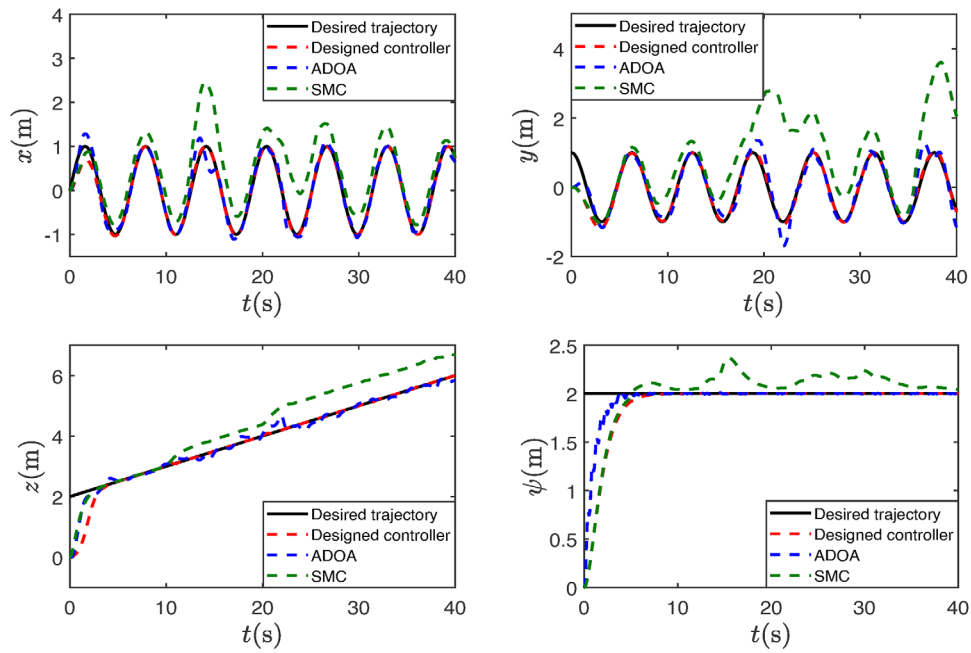 4
3
2
1
0
-1
x(m)
0
10
20
30
40
t(s)
Desired trajectory
Designed controller
ADOA
SMC
4
2
0
-2
y(m)
0
10
20
30
40
t(s)
Desired trajectory
Designed controller
ADOA
SMC
6
4
2
0
z(m)
0
10
20
30
40
t(s)
Desired trajectory
Designed controller
ADOA
SMC
2.5
2
1.5
1
0.5
0
ψ(m)
0
10
20
30
40
t(s)
Desired trajectory
Designed controller
ADOA
SMC